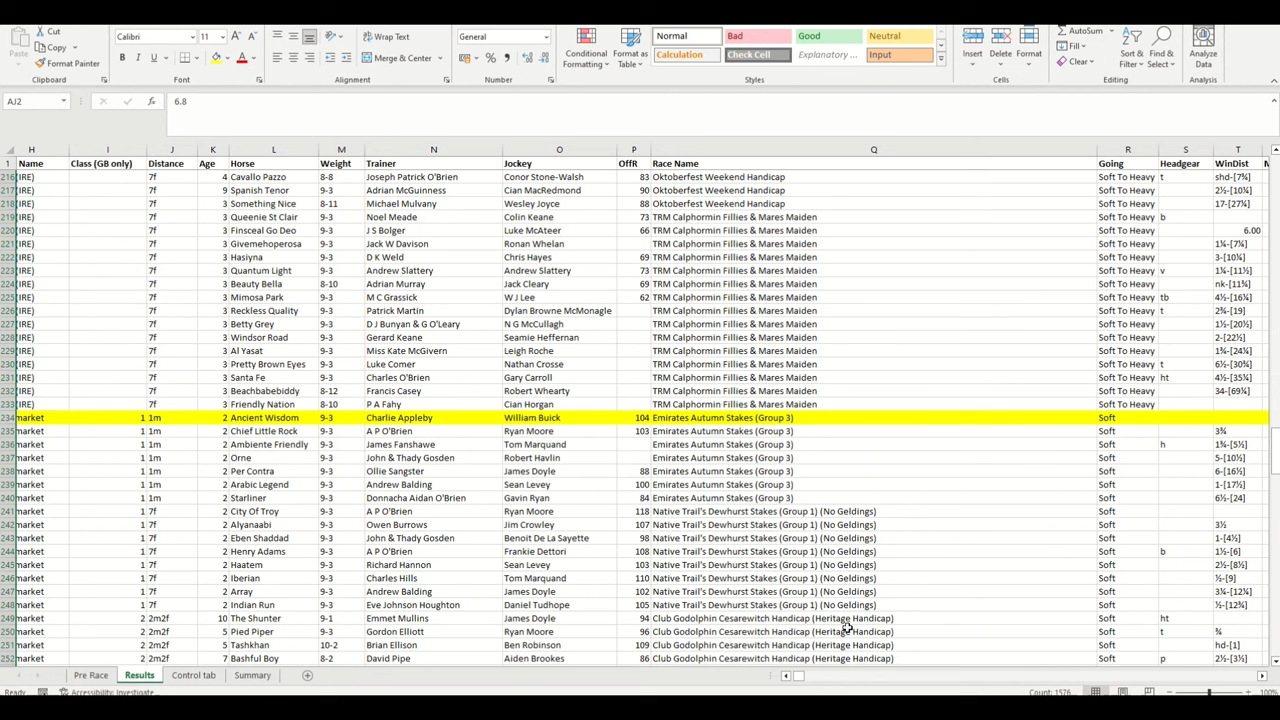 Cut Calibri 11 Wrap Text General Normal Bad Good Neutral AutoSum
Paste Copy Conditional Format as Insert Delete Format Fill Sort & Find & Analyze
Format Painter Merge & Center Formatting Table Calculation Check Cell Explanatory ... Input Clear Filter Select Data
Clipboard Font Alignment Number Styles Cells Editing Analysis
AJ2 fx 6.8
H I J K L M N O P Q R S T
1 Name Class (GB only) Distance Age Horse Weight Trainer Jockey OffR Race Name Going Headgear WinDist
216 (IRE) 7f 4 Cavallo Pazzo 8-8 Joseph Patrick O'Brien Conor Stone-Walsh 83 Oktoberfest Weekend Handicap Soft To Heavy t shd-[7¾]
217 (IRE) 7f 9 Spanish Tenor 9-3 Adrian McGuinness Cian MacRedmond 90 Oktoberfest Weekend Handicap Soft To Heavy 2½-[10¼]
218 (IRE) 7f 3 Something Nice 8-11 Michael Mulvany Wesley Joyce 88 Oktoberfest Weekend Handicap Soft To Heavy 17-[27¼]
219 (IRE) 7f 3 Queenie St Clair 9-3 Noel Meade Colin Keane 73 TRM Calphormin Fillies & Mares Maiden Soft To Heavy b
220 (IRE) 7f 3 Finsceal Go Deo 9-3 J S Bolger Luke McAteer 66 TRM Calphormin Fillies & Mares Maiden Soft To Heavy 6.00
221 (IRE) 7f 3 Givemehoperosa 9-3 Jack W Davison Ronan Whelan TRM Calphormin Fillies & Mares Maiden Soft To Heavy 1¼-[7¼]
222 (IRE) 7f 3 Hasiyna 9-3 D K Weld Chris Hayes 69 TRM Calphormin Fillies & Mares Maiden Soft To Heavy 3-[10¼]
223 (IRE) 7f 3 Quantum Light 9-3 Andrew Slattery Andrew Slattery 73 TRM Calphormin Fillies & Mares Maiden Soft To Heavy v 1¼-[11½]
224 (IRE) 7f 3 Beauty Bella 8-10 Adrian Murray Jack Cleary 69 TRM Calphormin Fillies & Mares Maiden Soft To Heavy nk-[11¾]
225 (IRE) 7f 3 Mimosa Park 9-3 M C Grassick W J Lee 62 TRM Calphormin Fillies & Mares Maiden Soft To Heavy tb 4½-[16¼]
226 (IRE) 7f 3 Reckless Quality 9-3 Patrick Martin Dylan Browne McMonagle TRM Calphormin Fillies & Mares Maiden Soft To Heavy t 2¾-[19]
227 (IRE) 7f 3 Betty Grey 9-3 D J Bunyan & G O'Leary N G McCullagh TRM Calphormin Fillies & Mares Maiden Soft To Heavy 1½-[20½]
228 (IRE) 7f 3 Windsor Road 9-3 Gerard Keane Seamie Heffernan TRM Calphormin Fillies & Mares Maiden Soft To Heavy 2-[22½]
229 (IRE) 7f 3 Al Yasat 9-3 Miss Kate McGivern Leigh Roche TRM Calphormin Fillies & Mares Maiden Soft To Heavy 1¾-[24¼]
230 (IRE) 7f 3 Pretty Brown Eyes 9-3 Luke Comer Nathan Crosse TRM Calphormin Fillies & Mares Maiden Soft To Heavy t 6½-[30¾]
231 (IRE) 7f 3 Santa Fe 9-3 Charles O'Brien Gary Carroll TRM Calphormin Fillies & Mares Maiden Soft To Heavy ht 4½-[35¼]
232 (IRE) 7f 3 Beachbabebiddy 8-12 Francis Casey Robert Whearty TRM Calphormin Fillies & Mares Maiden Soft To Heavy 34-[69¼]
233 (IRE) 7f 3 Friendly Nation 8-10 P A Fahy Cian Horgan TRM Calphormin Fillies & Mares Maiden Soft To Heavy
234 market 1 1m 2 Ancient Wisdom 9-3 Charlie Appleby William Buick 104 Emirates Autumn Stakes (Group 3) Soft
235 market 1 1m 2 Chief Little Rock 9-3 A P O'Brien Ryan Moore 103 Emirates Autumn Stakes (Group 3) Soft 3¾
236 market 1 1m 2 Ambiente Friendly 9-3 James Fanshawe Tom Marquand Emirates Autumn Stakes (Group 3) Soft h 1¾-[5½]
237 market 1 1m 2 Orne 9-3 John & Thady Gosden Robert Havlin Emirates Autumn Stakes (Group 3) Soft 5-[10½]
238 market 1 1m 2 Per Contra 9-3 Ollie Sangster James Doyle 88 Emirates Autumn Stakes (Group 3) Soft 6-[16½]
239 market 1 1m 2 Arabic Legend 9-3 Andrew Balding Sean Levey 100 Emirates Autumn Stakes (Group 3) Soft 1-[17½]
240 market 1 1m 2 Starliner 9-3 Donnacha Aidan O'Brien Gavin Ryan 84 Emirates Autumn Stakes (Group 3) Soft 6½-[24]
241 market 1 7f 2 City Of Troy 9-3 A P O'Brien Ryan Moore 118 Native Trail's Dewhurst Stakes (Group 1) (No Geldings) Soft
242 market 1 7f 2 Alyanaabi 9-3 Owen Burrows Jim Crowley 107 Native Trail's Dewhurst Stakes (Group 1) (No Geldings) Soft 3½
243 market 1 7f 2 Eben Shaddad 9-3 John & Thady Gosden Benoit De La Sayette 98 Native Trail's Dewhurst Stakes (Group 1) (No Geldings) Soft 1-[4½]
244 market 1 7f 2 Henry Adams 9-3 A P O'Brien Frankie Dettori 108 Native Trail's Dewhurst Stakes (Group 1) (No Geldings) Soft b 1½-[6]
245 market 1 7f 2 Haatem 9-3 Richard Hannon Sean Levey 103 Native Trail's Dewhurst Stakes (Group 1) (No Geldings) Soft 2½-[8½]
246 market 1 7f 2 Iberian 9-3 Charles Hills Tom Marquand 110 Native Trail's Dewhurst Stakes (Group 1) (No Geldings) Soft ½-[9]
247 market 1 7f 2 Array 9-3 Andrew Balding James Doyle 102 Native Trail's Dewhurst Stakes (Group 1) (No Geldings) Soft 3¼-[12¼]
248 market 1 7f 2 Indian Run 9-3 Eve Johnson Houghton Daniel Tudhope 105 Native Trail's Dewhurst Stakes (Group 1) (No Geldings) Soft ½-[12¾]
249 market 2 2m2f 10 The Shunter 9-1 Emmet Mullins James Doyle 94 Club Godolphin Cesarewitch Handicap (Heritage Handicap) Soft ht
250 market 2 2m2f 5 Pied Piper 9-3 Gordon Elliott Ryan Moore 96 Club Godolphin Cesarewitch Handicap (Heritage Handicap) Soft t ¾
251 market 2 2m2f 5 Tashkhan 10-2 Brian Ellison Ben Robinson 109 Club Godolphin Cesarewitch Handicap (Heritage Handicap) Soft hd-[1]
252 market 2 2m2f 7 Bashful Boy 8-2 David Pipe Aiden Brookes 86 Club Godolphin Cesarewitch Handicap (Heritage Handicap) Soft p 2½-[3½]
Pre Race Results Control tab Summary
Ready Accessibility: Investigate Count: 1576... 100%